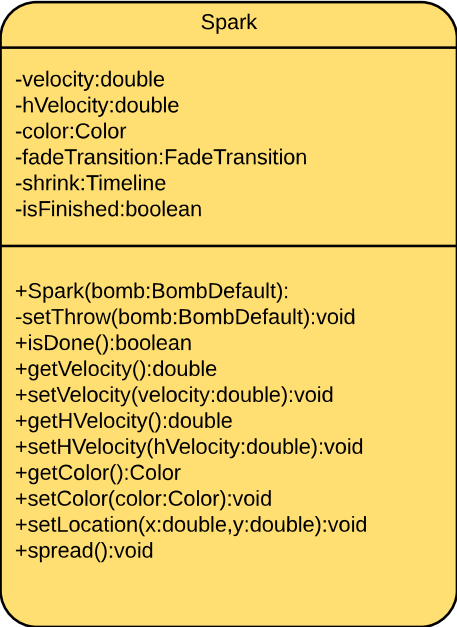 Spark
-velocity:double
-hVelocity:double
-color:Color
-fadeTransition:FadeTransition
-shrink:Timeline
-isFinished:boolean
+Spark(bomb:BombDefault):
-setThrow(bomb:BombDefault):void
+isDone():boolean
+getVelocity():double
+setVelocity(velocity:double):void
+getHVelocity():double
+setHVelocity(hVelocity:double):void
+getColor():Color
+setColor(color:Color):void
+setLocation(x:double,y:double):void
+spread():void